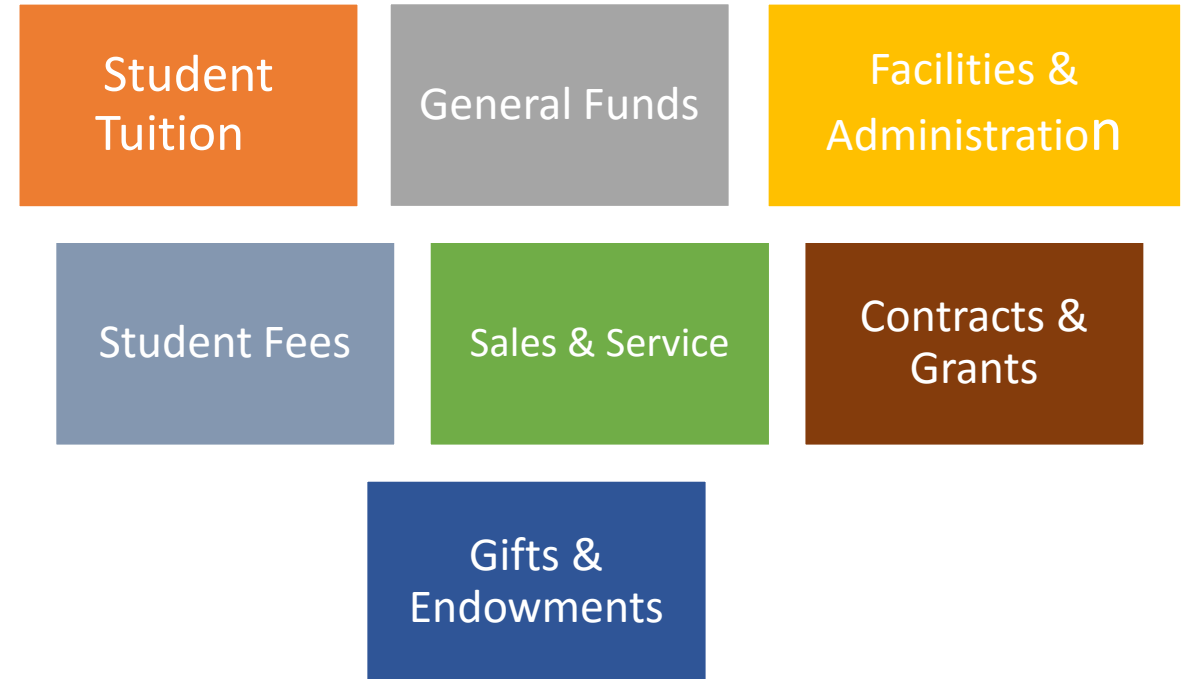 Student
Tuition
General Funds
Facilities &
Administration
Student Fees
Sales & Service
Contracts &
Grants
Gifts &
Endowments